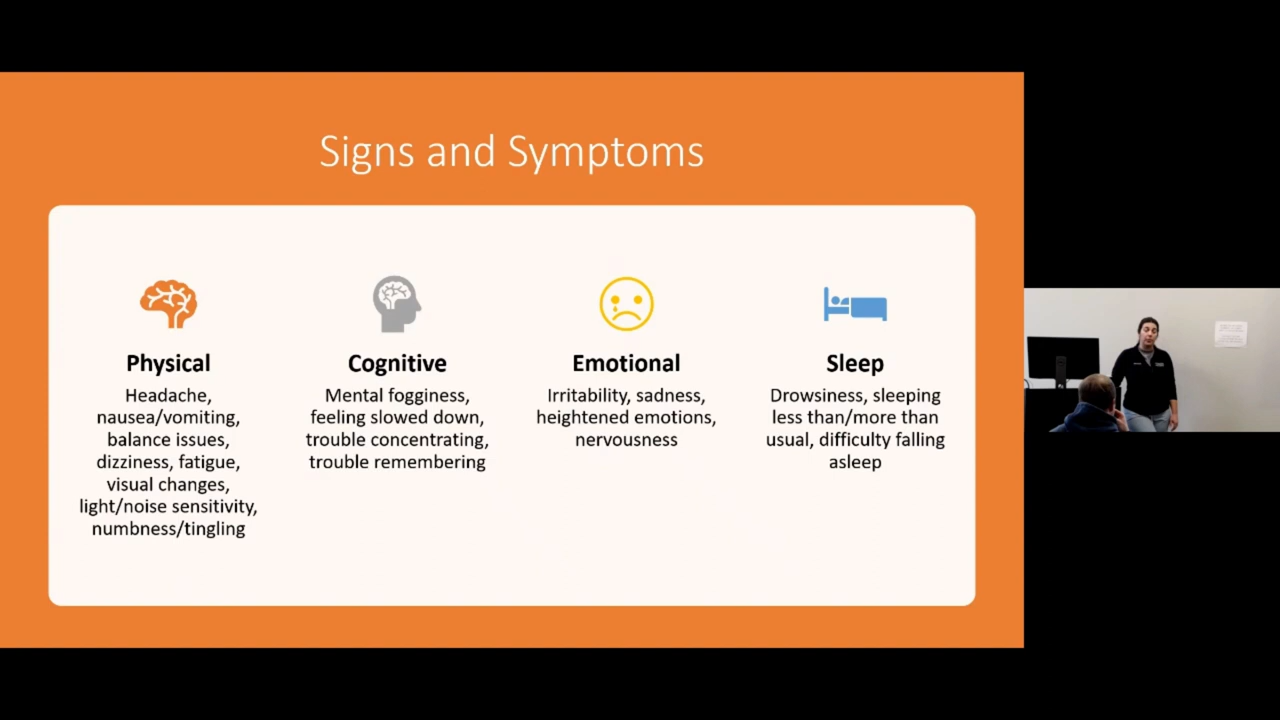 Signs and Symptoms
Physical
Headache,
nausea/vomiting,
balance issues,
dizziness, fatigue,
visual changes,
light/noise sensitivity,
numbness/tingling
Cognitive
Mental fogginess,
feeling slowed down,
trouble concentrating,
trouble remembering
Emotional
Irritability, sadness,
heightened emotions,
nervousness
Sleep
Drowsiness, sleeping
less than/more than
usual, difficulty falling
asleep